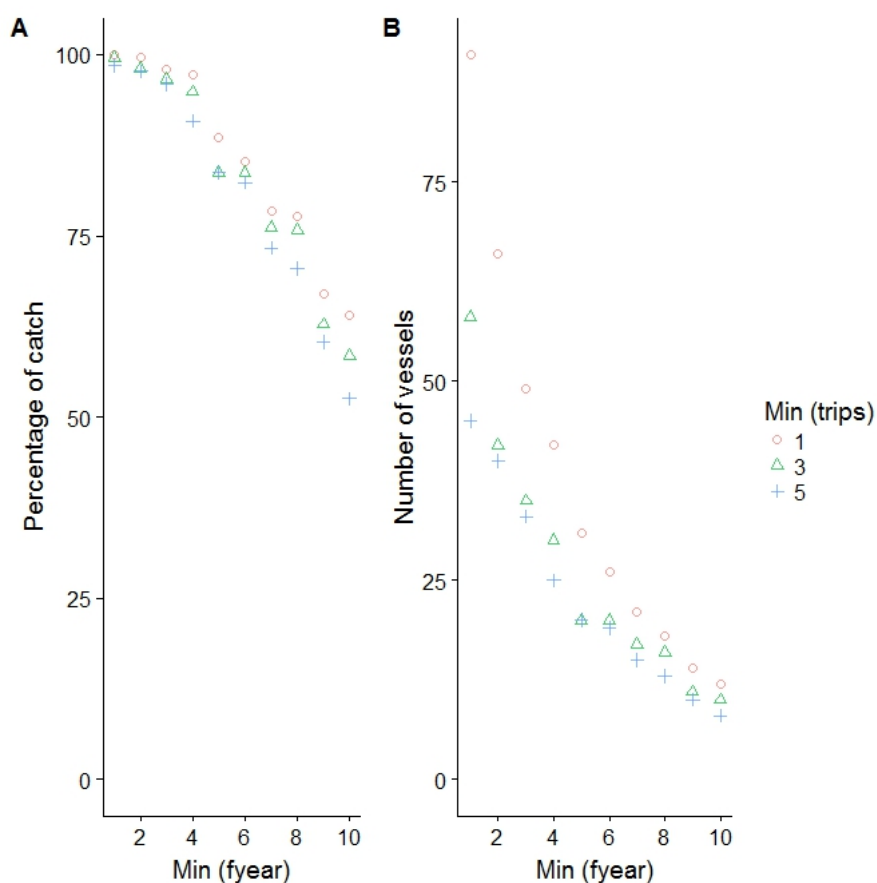 A
100
75
50
25
0
Percentage of catch
2 4 6 8 10
Min (fyear)
B
75
50
25
0
Number of vessels
2 4 6 8 10
Min (fyear)
Min (trips)
1
3
5